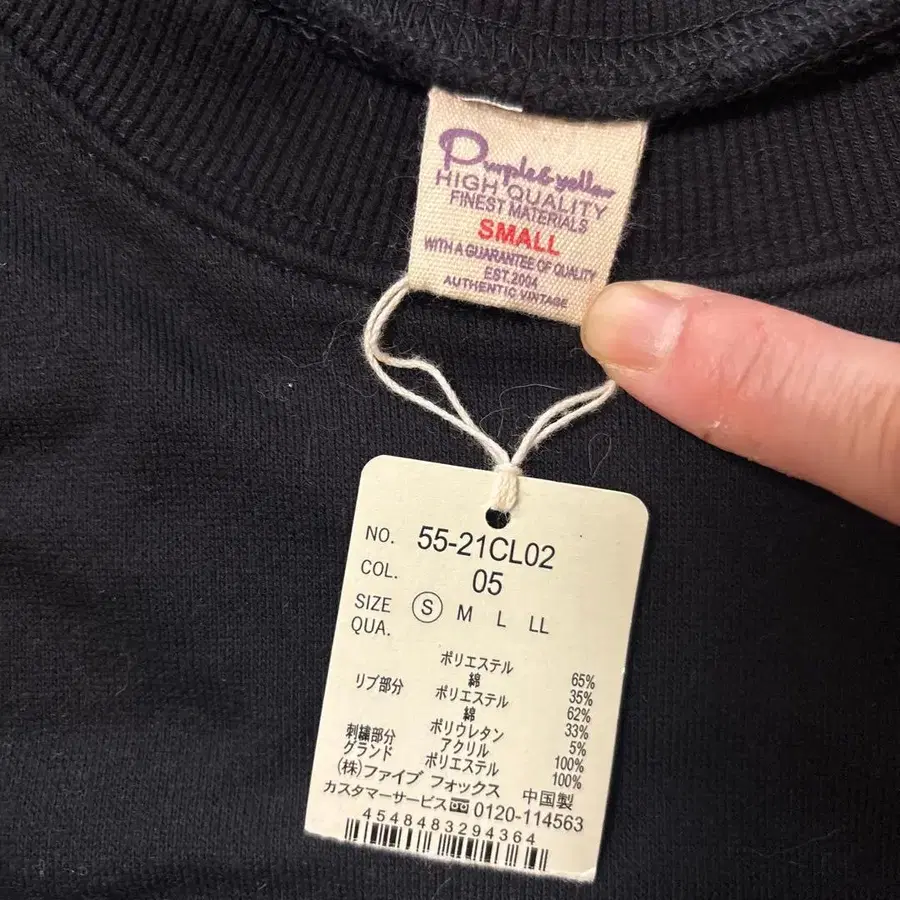 Purple & yellow
HIGH QUALITY
FINEST MATERIALS
SMALL
WITH A GUARANTEE OF QUALITY
EST.2004
AUTHENTIC VINTAGE
NO. 55-21CL02
COL. 05
SIZE S M L LL
QUA.
ポリエステル 65%
綿 35%
リブ部分 ポリエステル 62%
綿 33%
ポリウレタン 5%
刺繍部分 アクリル 100%
グランド ポリエステル 100%
(株)ファイブ フォックス 中国製
カスタマーサービス 0120-114563
4548483294364